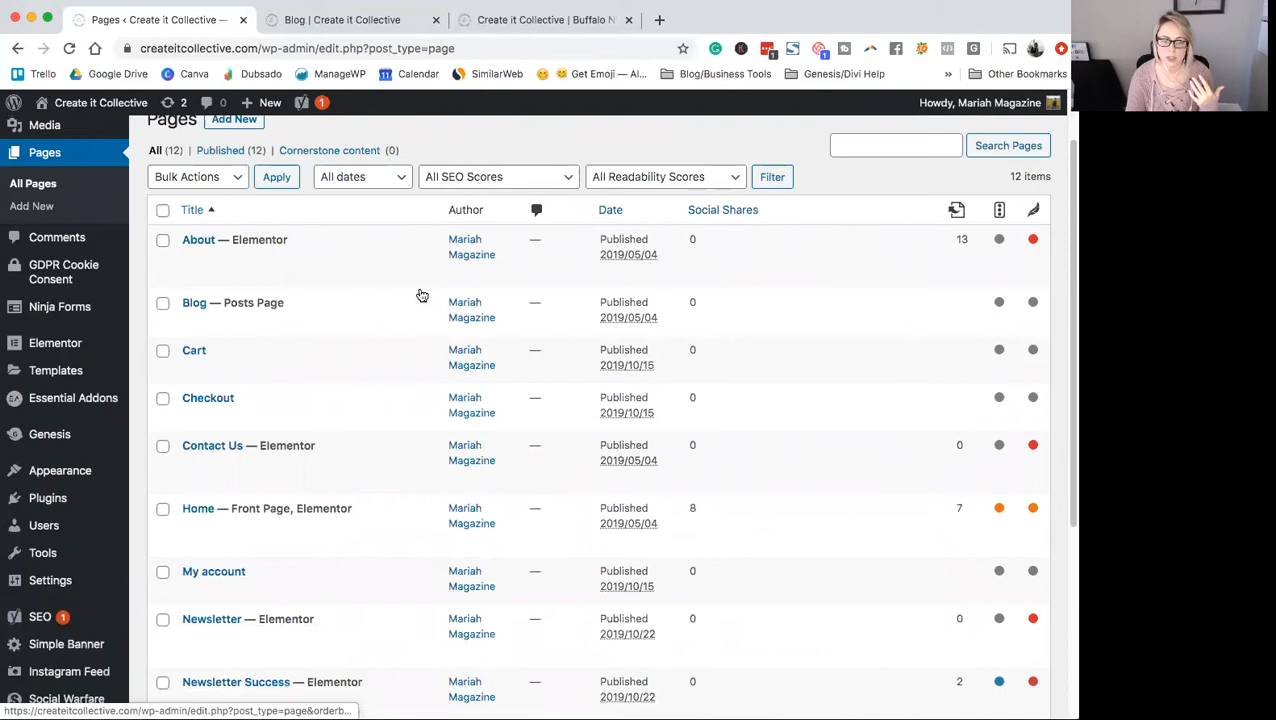 Pages < Create it Collective —
Blog | Create it Collective
Create it Collective | Buffalo N
createitcollective.com/wp-admin/edit.php?post_type=page
1
1
Trello
Google Drive
Canva
Dubsado
ManageWP
Calendar
SimilarWeb
Get Emoji — A...
Blog/Business Tools
Genesis/Divi Help
»
Other Bookmarks
Create it Collective
2
0
New
1
Howdy, Mariah Magazine
Media
Pages
All Pages
Add New
Comments
GDPR Cookie
Consent
Ninja Forms
Elementor
Templates
Essential Addons
Genesis
Appearance
Plugins
Users
Tools
Settings
SEO 1
Simple Banner
Instagram Feed
Social Warfare
Pages Add New
All (12) | Published (12) | Cornerstone content (0)
Search Pages
Bulk Actions Apply All dates All SEO Scores All Readability Scores Filter 12 items
Title Author Date Social Shares
About — Elementor Mariah Magazine — Published 2019/05/04 0 13
Blog — Posts Page Mariah Magazine — Published 2019/05/04 0
Cart Mariah Magazine — Published 2019/10/15 0
Checkout Mariah Magazine — Published 2019/10/15 0
Contact Us — Elementor Mariah Magazine — Published 2019/05/04 0 0
Home — Front Page, Elementor Mariah Magazine — Published 2019/05/04 8 7
My account Mariah Magazine — Published 2019/10/15 0
Newsletter — Elementor Mariah Magazine — Published 2019/10/22 0 0
Newsletter Success — Elementor Mariah Magazine — Published 2019/10/22 0 2
https://createitcollective.com/wp-admin/edit.php?post_type=page&orderb...